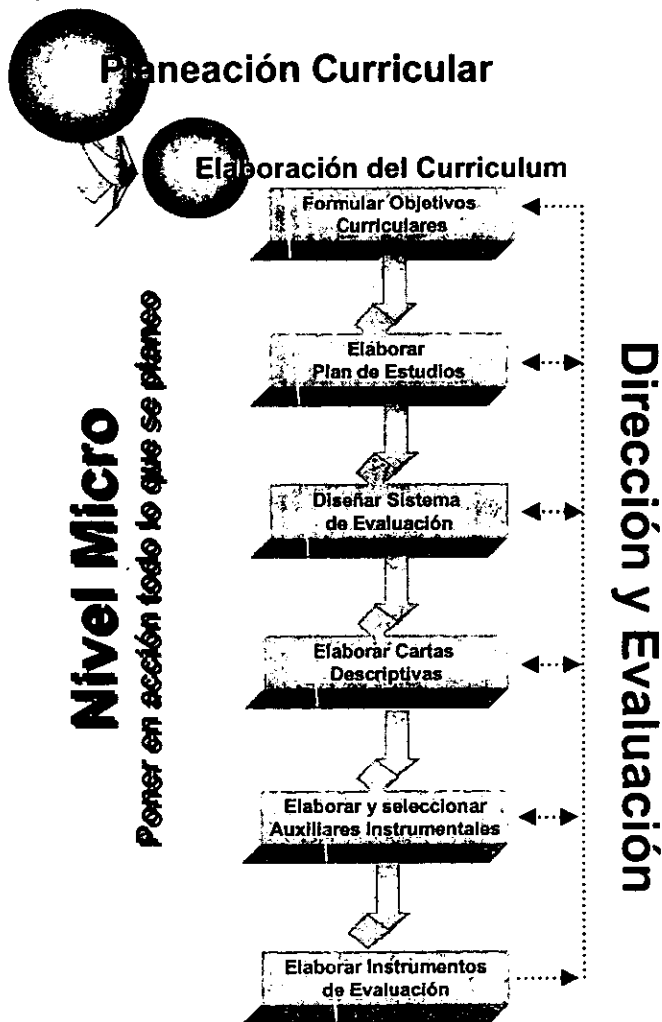 Planeación Curricular
Elaboración del Curriculum
Formular Objetivos
Curriculares
Elaborar
Plan de Estudios
Diseñar Sistema
de Evaluación
Elaborar Cartas
Descriptivas
Elaborar y seleccionar
Auxiliares Instrumentales
Elaborar Instrumentos
de Evaluación
Nivel Micro
Poner en acción todo lo que se planeo
Dirección y Evaluación